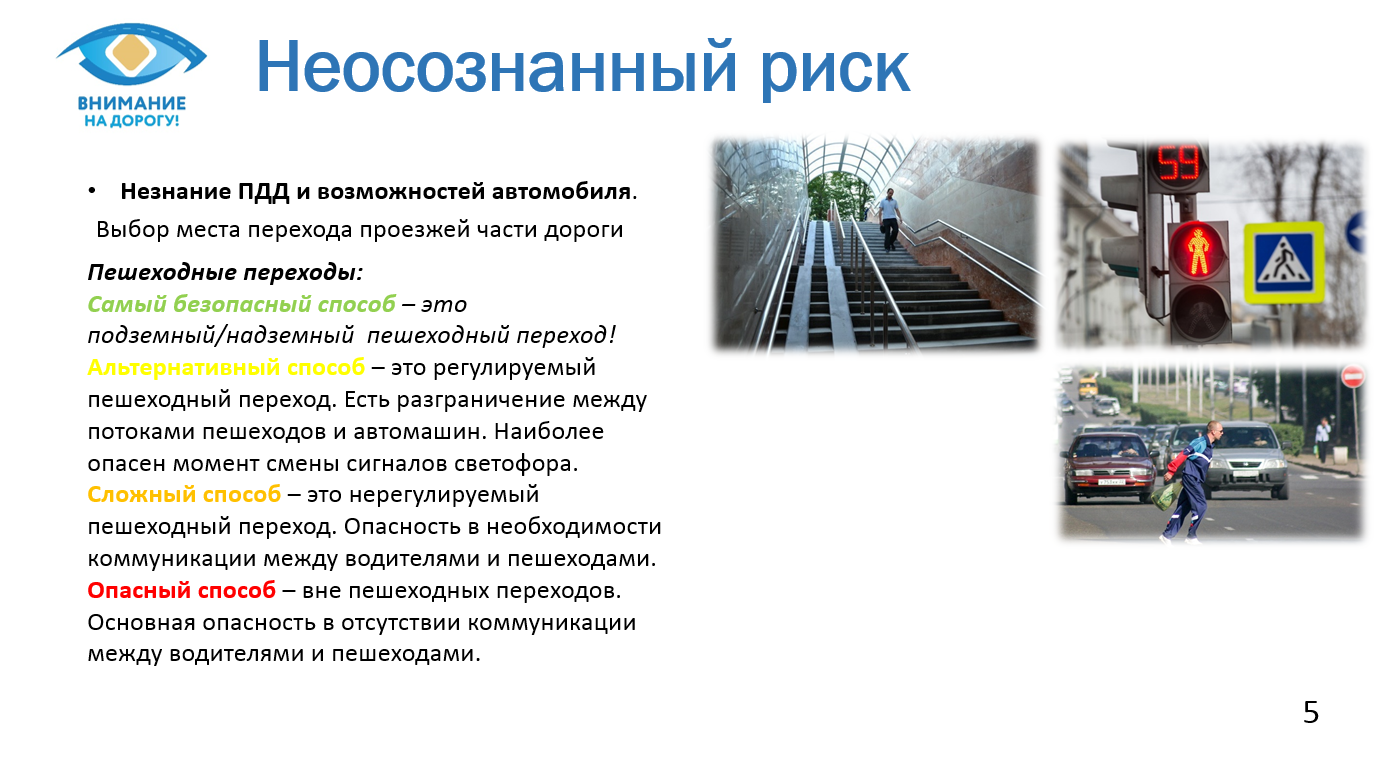 ВНИМАНИЕ
НА ДОРОГУ!
Неосознанный риск
• Незнание ПДД и возможностей автомобиля.
Выбор места перехода проезжей части дороги
Пешеходные переходы:
Самый безопасный способ – это
подземный/надземный пешеходный переход!
Альтернативный способ – это регулируемый
пешеходный переход. Есть разграничение между
потоками пешеходов и автомашин. Наиболее
опасен момент смены сигналов светофора.
Сложный способ – это нерегулируемый
пешеходный переход. Опасность в необходимости
коммуникации между водителями и пешеходами.
Опасный способ – вне пешеходных переходов.
Основная опасность в отсутствии коммуникации
между водителями и пешеходами.
59
5